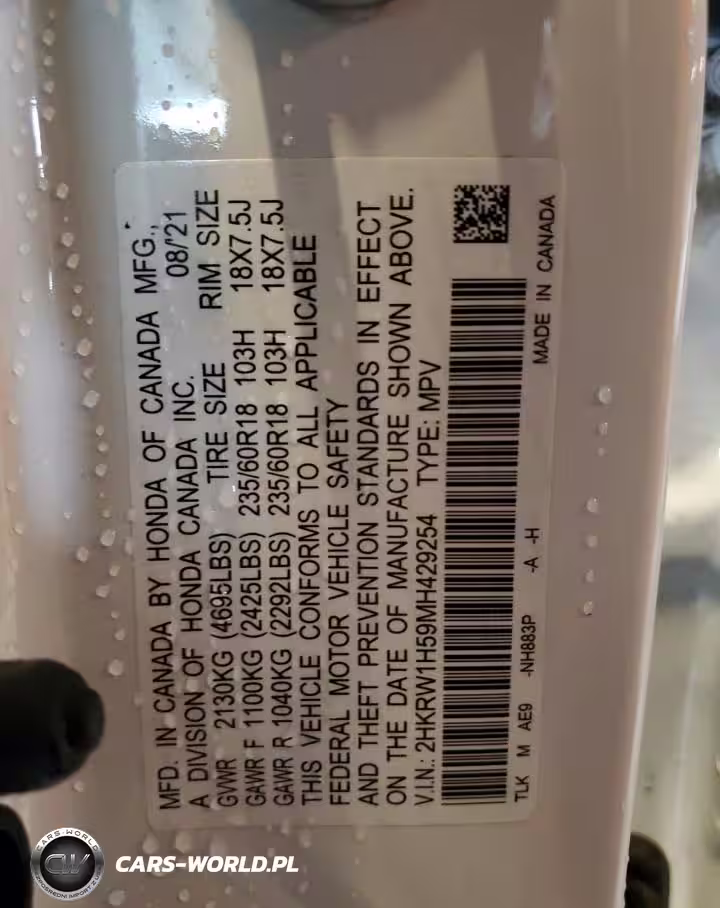 MFD. IN CANADA BY HONDA OF CANADA MFG.,
A DIVISION OF HONDA CANADA INC. 08/'21
GVWR 2130KG (4695LBS) TIRE SIZE RIM SIZE
GAWR F 1100KG (2425LBS) 235/60R18 103H 18X7.5J
GAWR R 1040KG (2292LBS) 235/60R18 103H 18X7.5J
THIS VEHICLE CONFORMS TO ALL APPLICABLE
FEDERAL MOTOR VEHICLE SAFETY
AND THEFT PREVENTION STANDARDS IN EFFECT
ON THE DATE OF MANUFACTURE SHOWN ABOVE.
V.I.N.: 2HKRW1H59MH429254 TYPE: MPV
TLK M AE9 -NH883P -A -H MADE IN CANADA
CARS-WORLD
CW
CARS-WORLD.PL